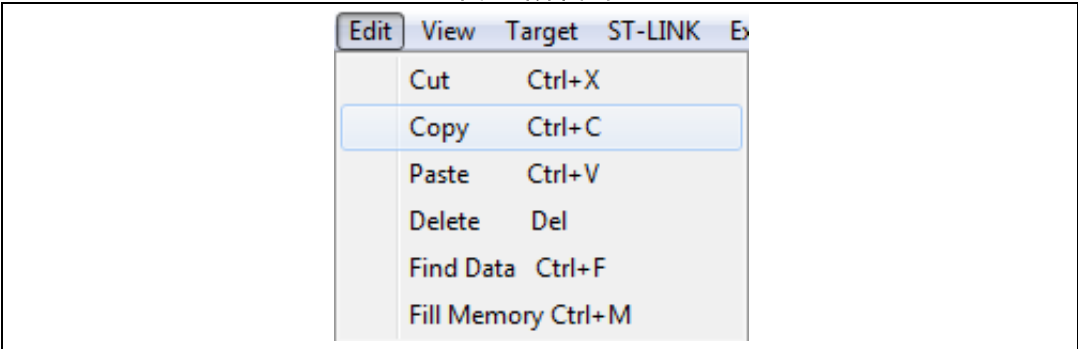 Edit View Target ST-LINK
Cut Ctrl+X
Copy Ctrl+C
Paste Ctrl+V
Delete Del
Find Data Ctrl+F
Fill Memory Ctrl+M